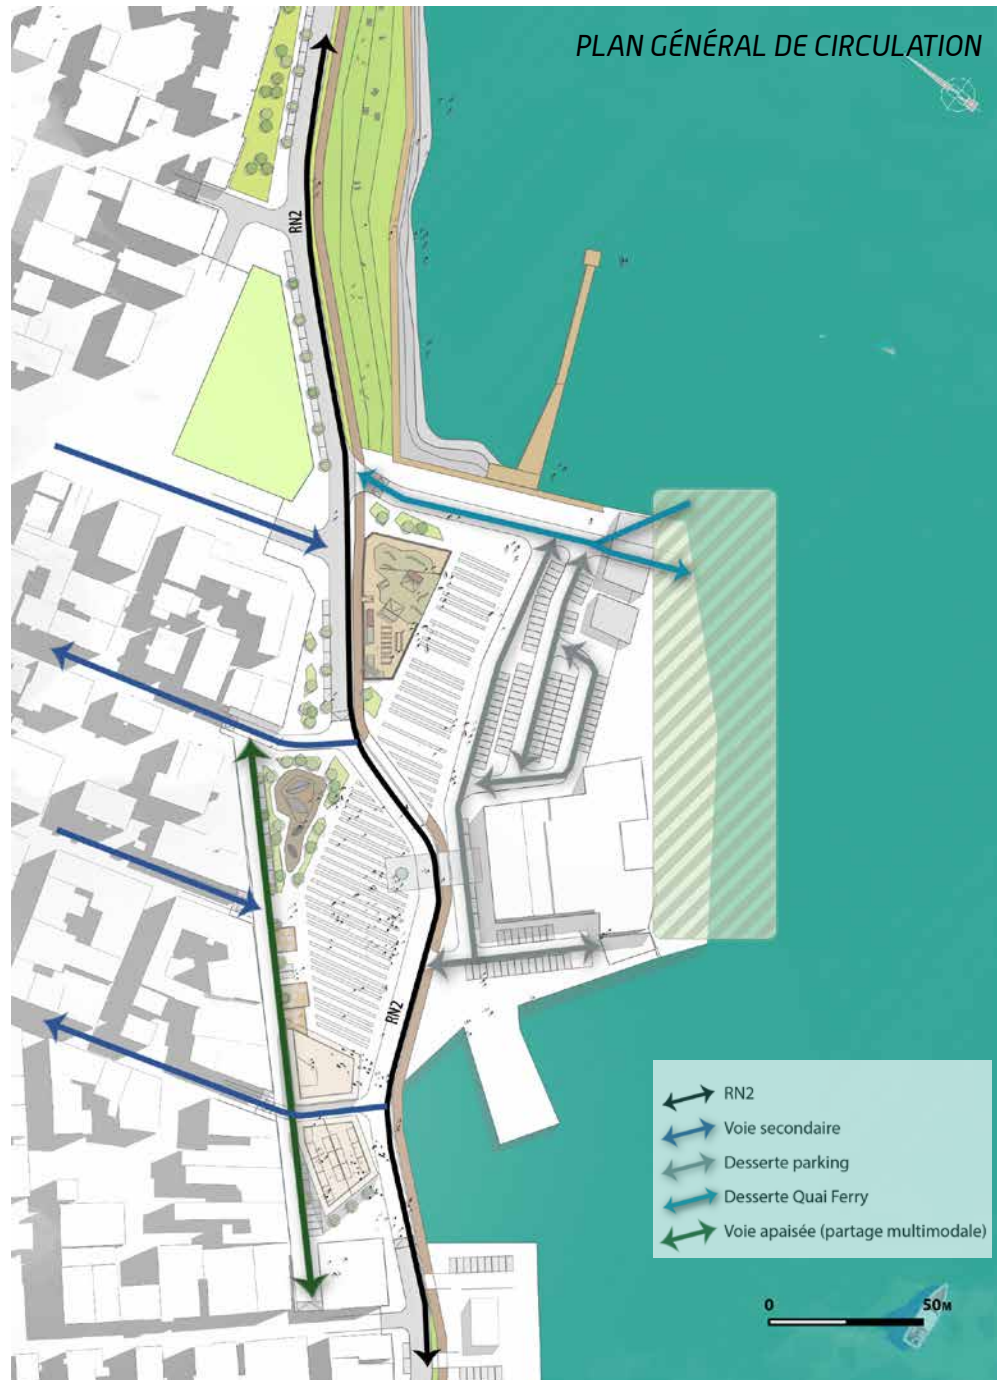 PLAN GÉNÉRAL DE CIRCULATION
RN2
RN2
RN2
Voie secondaire
Desserte parking
Desserte Quai Ferry
Voie apaisée (partage multimodale)
0 50M